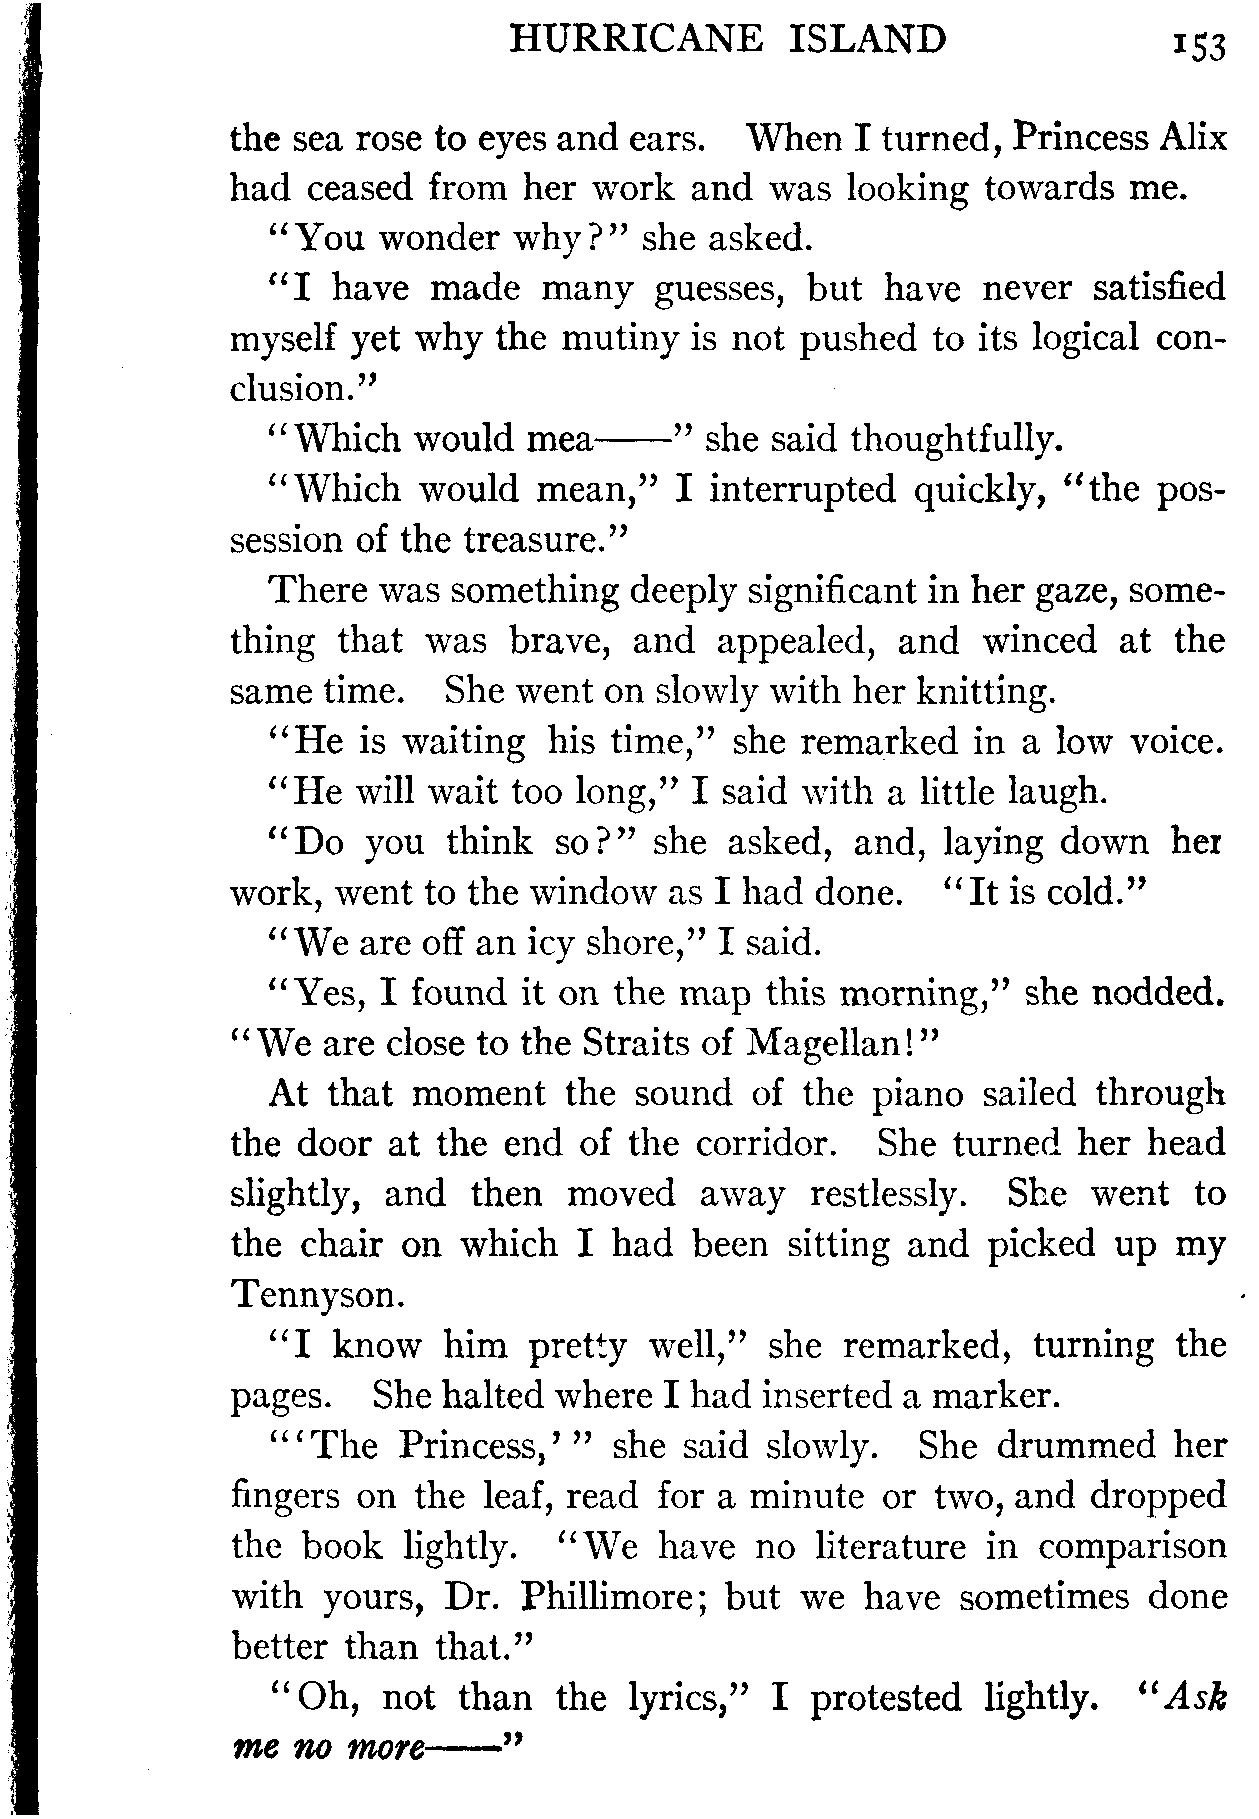 HURRICANE ISLAND 153
the sea rose to eyes and ears. When I turned, Princess Alix
had ceased from her work and was looking towards me.
"You wonder why?" she asked.
"I have made many guesses, but have never satisfied
myself yet why the mutiny is not pushed to its logical con-
clusion."
"Which would mea——" she said thoughtfully.
"Which would mean," I interrupted quickly, "the pos-
session of the treasure."
There was something deeply significant in her gaze, some-
thing that was brave, and appealed, and winced at the
same time. She went on slowly with her knitting.
"He is waiting his time," she remarked in a low voice.
"He will wait too long," I said with a little laugh.
"Do you think so?" she asked, and, laying down her
work, went to the window as I had done. "It is cold."
"We are off an icy shore," I said.
"Yes, I found it on the map this morning," she nodded.
"We are close to the Straits of Magellan!"
At that moment the sound of the piano sailed through
the door at the end of the corridor. She turned her head
slightly, and then moved away restlessly. She went to
the chair on which I had been sitting and picked up my
Tennyson.
"I know him pretty well," she remarked, turning the
pages. She halted where I had inserted a marker.
"'The Princess,'" she said slowly. She drummed her
fingers on the leaf, read for a minute or two, and dropped
the book lightly. "We have no literature in comparison
with yours, Dr. Phillimore; but we have sometimes done
better than that."
"Oh, not than the lyrics," I protested lightly. "Ask
me no more——"